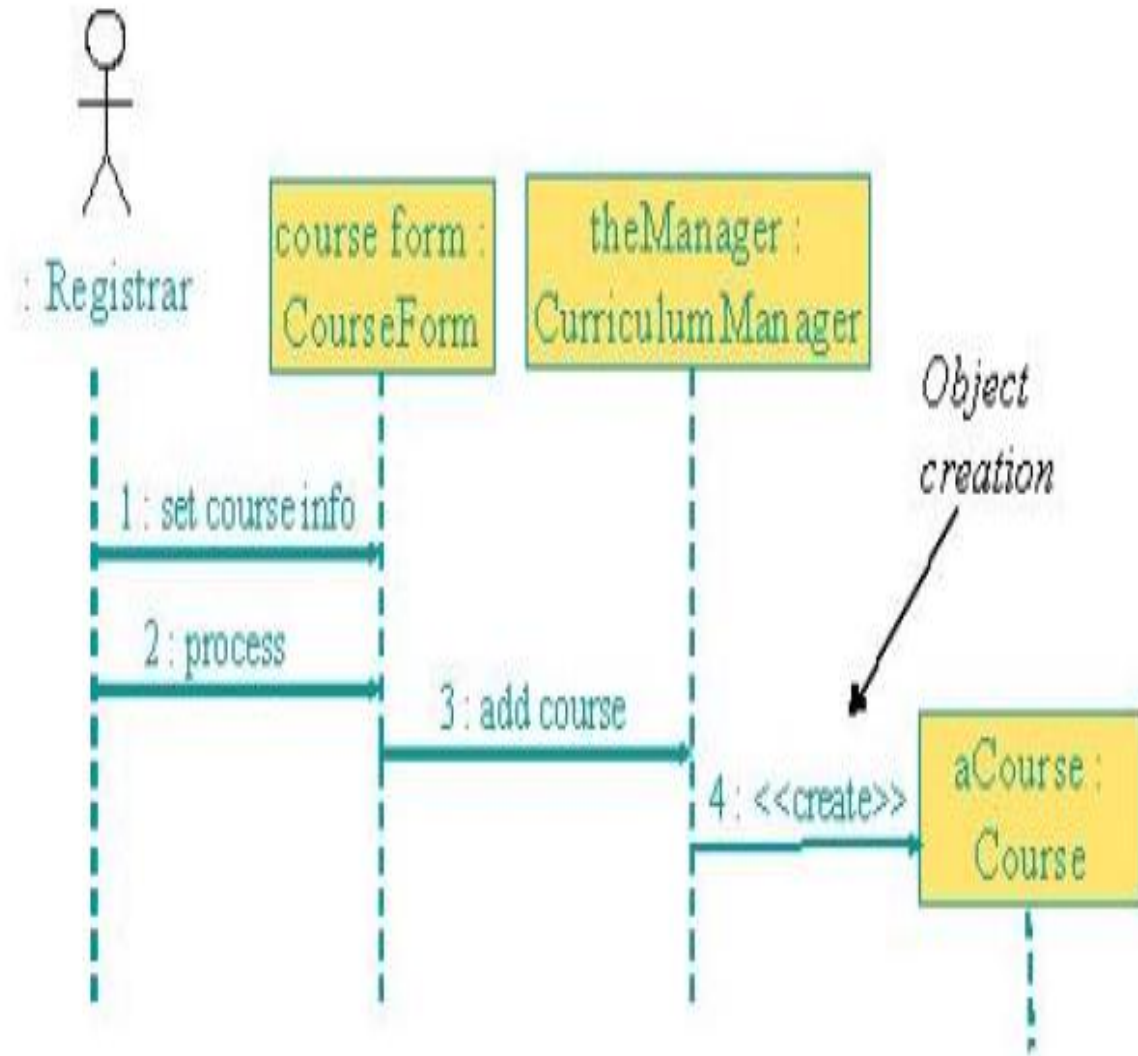 : Registrar
course form :
CourseForm
theManager :
CurriculumManager
Object
creation
1 : set course info
2 : process
3 : add course
4 : <<create>>
aCourse :
Course